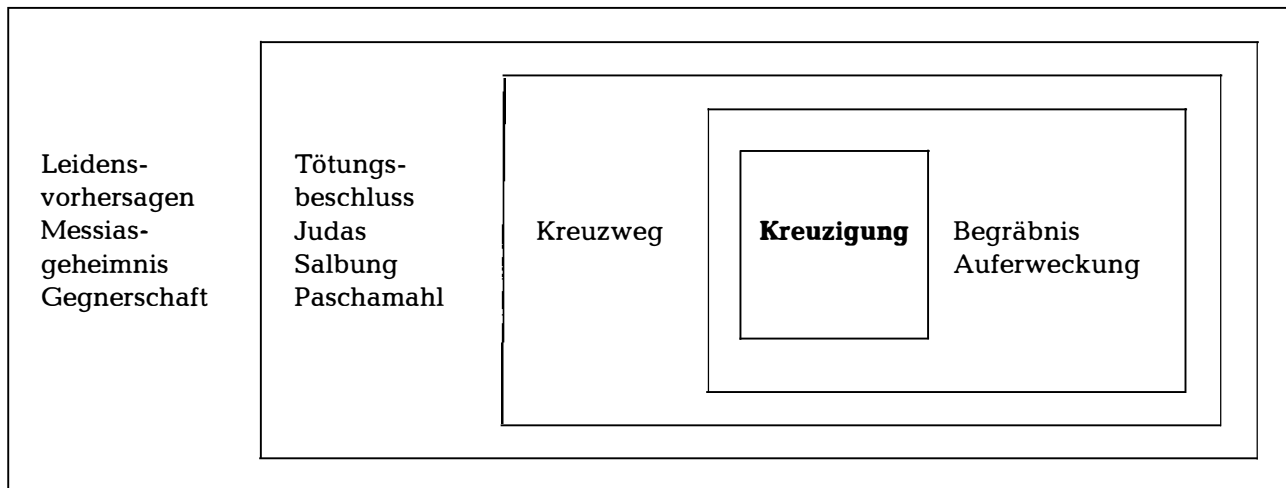 Leidens-
vorhersagen
Messias-
geheimnis
Gegnerschaft
Tötungs-
beschluss
Judas
Salbung
Paschamahl
Kreuzweg
Kreuzigung
Begräbnis
Auferweckung